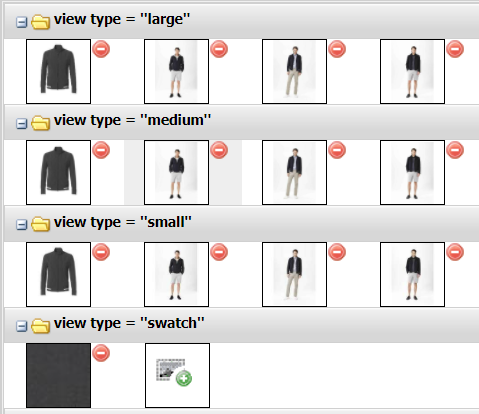 view type = "large"
view type = "medium"
view type = "small"
view type = "swatch"